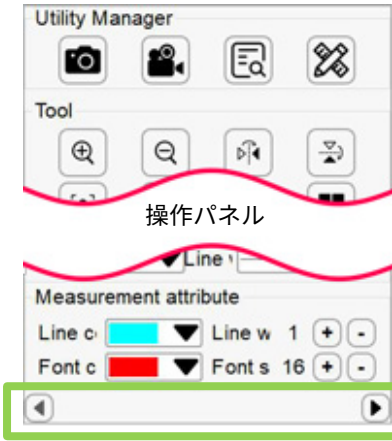 Utility Manager
Tool
操作パネル
Line
Measurement attribute
Line c Line w 1 + -
Font c Font s 16 + -